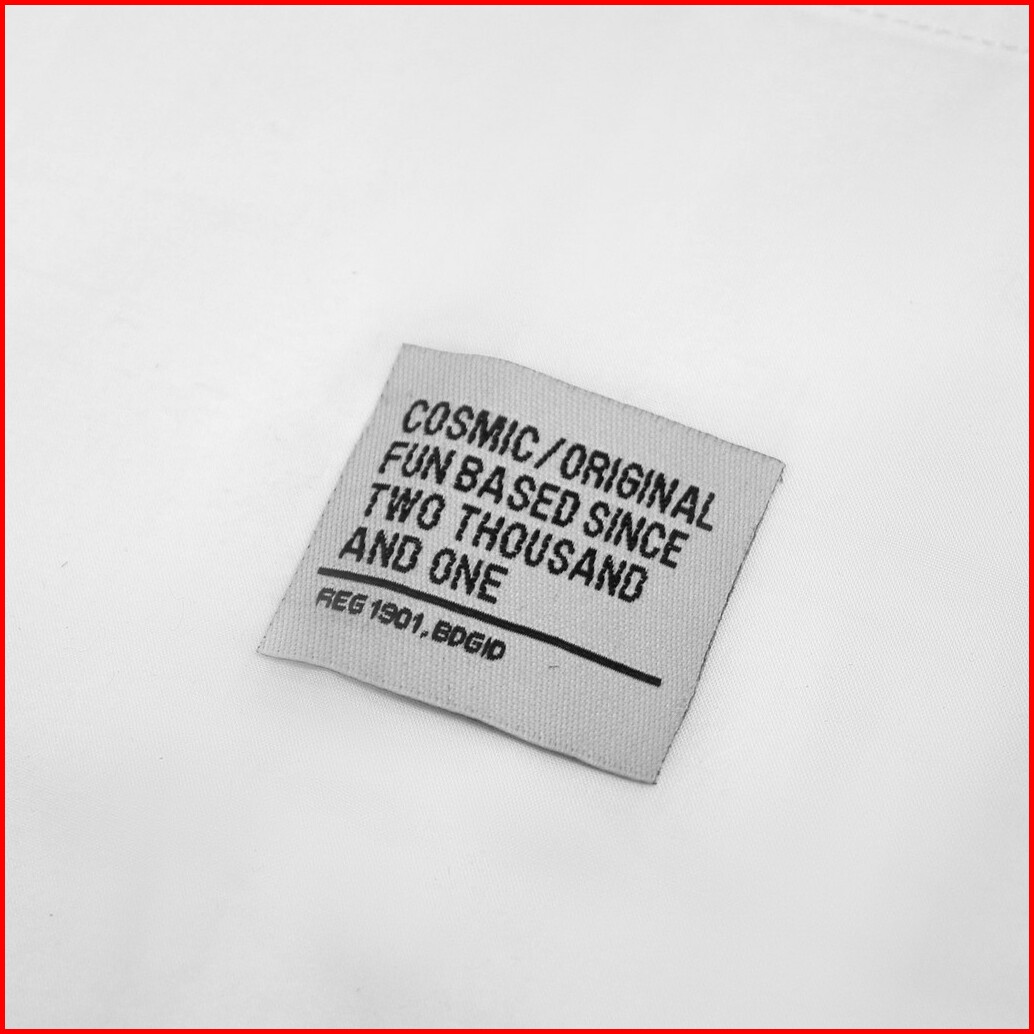 COSMIC/ORIGINAL
FUN BASED SINCE
TWO THOUSAND
AND ONE
REG 1901, BDGID